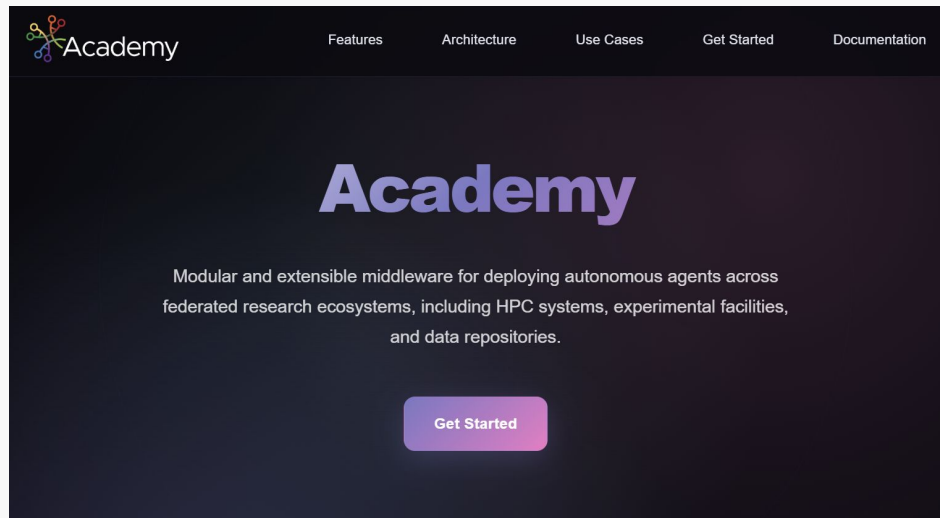 Academy
Features
Architecture
Use Cases
Get Started
Documentation
Academy
Modular and extensible middleware for deploying autonomous agents across
federated research ecosystems, including HPC systems, experimental facilities,
and data repositories.
Get Started